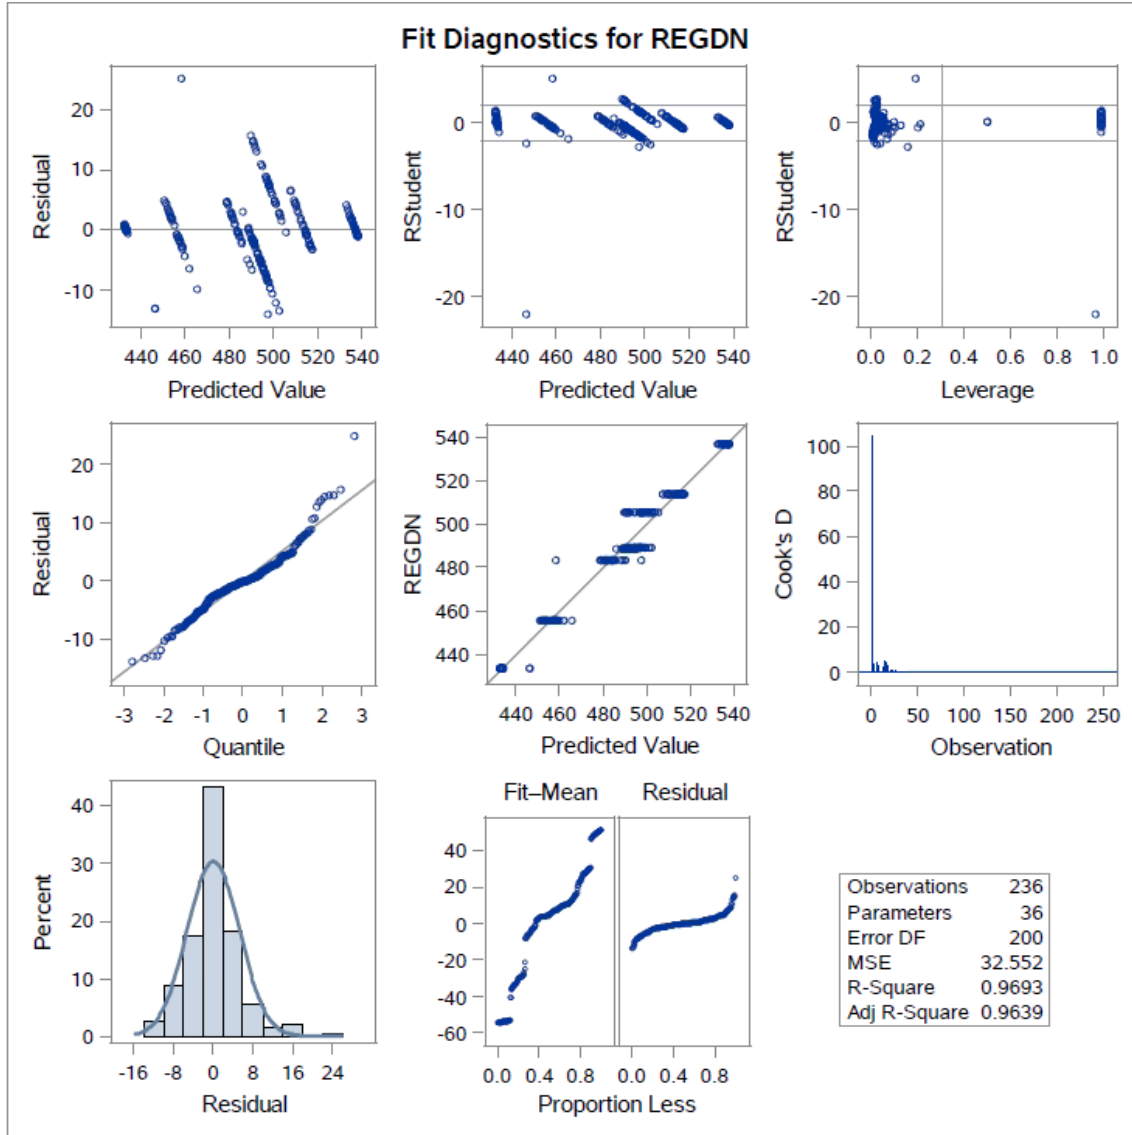 Fit Diagnostics for REGDN
Residual
20
10
0
-10
440 460 480 500 520 540
Predicted Value
RStudent
0
-10
-20
440 460 480 500 520 540
Predicted Value
RStudent
0
-10
-20
0.0 0.2 0.4 0.6 0.8 1.0
Leverage
Residual
20
10
0
-10
-3 -2 -1 0 1 2 3
Quantile
REGDN
540
520
500
480
460
440
440 460 480 500 520 540
Predicted Value
Cook's D
100
80
60
40
20
0
0 50 100 150 200 250
Observation
Percent
40
30
20
10
0
-16 -8 0 8 16 24
Residual
Fit–Mean Residual
40
20
0
-20
-40
-60
0.0 0.4 0.8 0.0 0.4 0.8
Proportion Less
Observations 236
Parameters 36
Error DF 200
MSE 32.552
R-Square 0.9693
Adj R-Square 0.9639